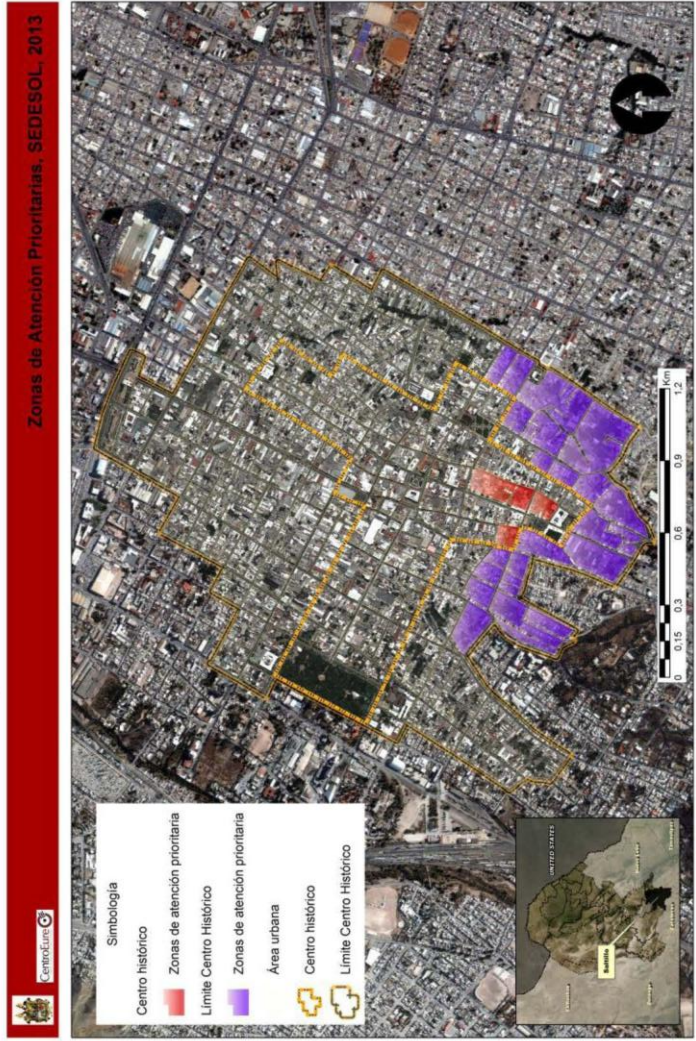 Zonas de Atención Prioritarias, SEDESOL, 2013
CentroEure
Simbología
Centro histórico
Zonas de atención prioritaria
Límite Centro Histórico
Zonas de atención prioritaria
Área urbana
Centro histórico
Límite Centro Histórico
UNITED STATES
Saltillo
0 0,15 0,3 0,6 0,9 1,2
Km